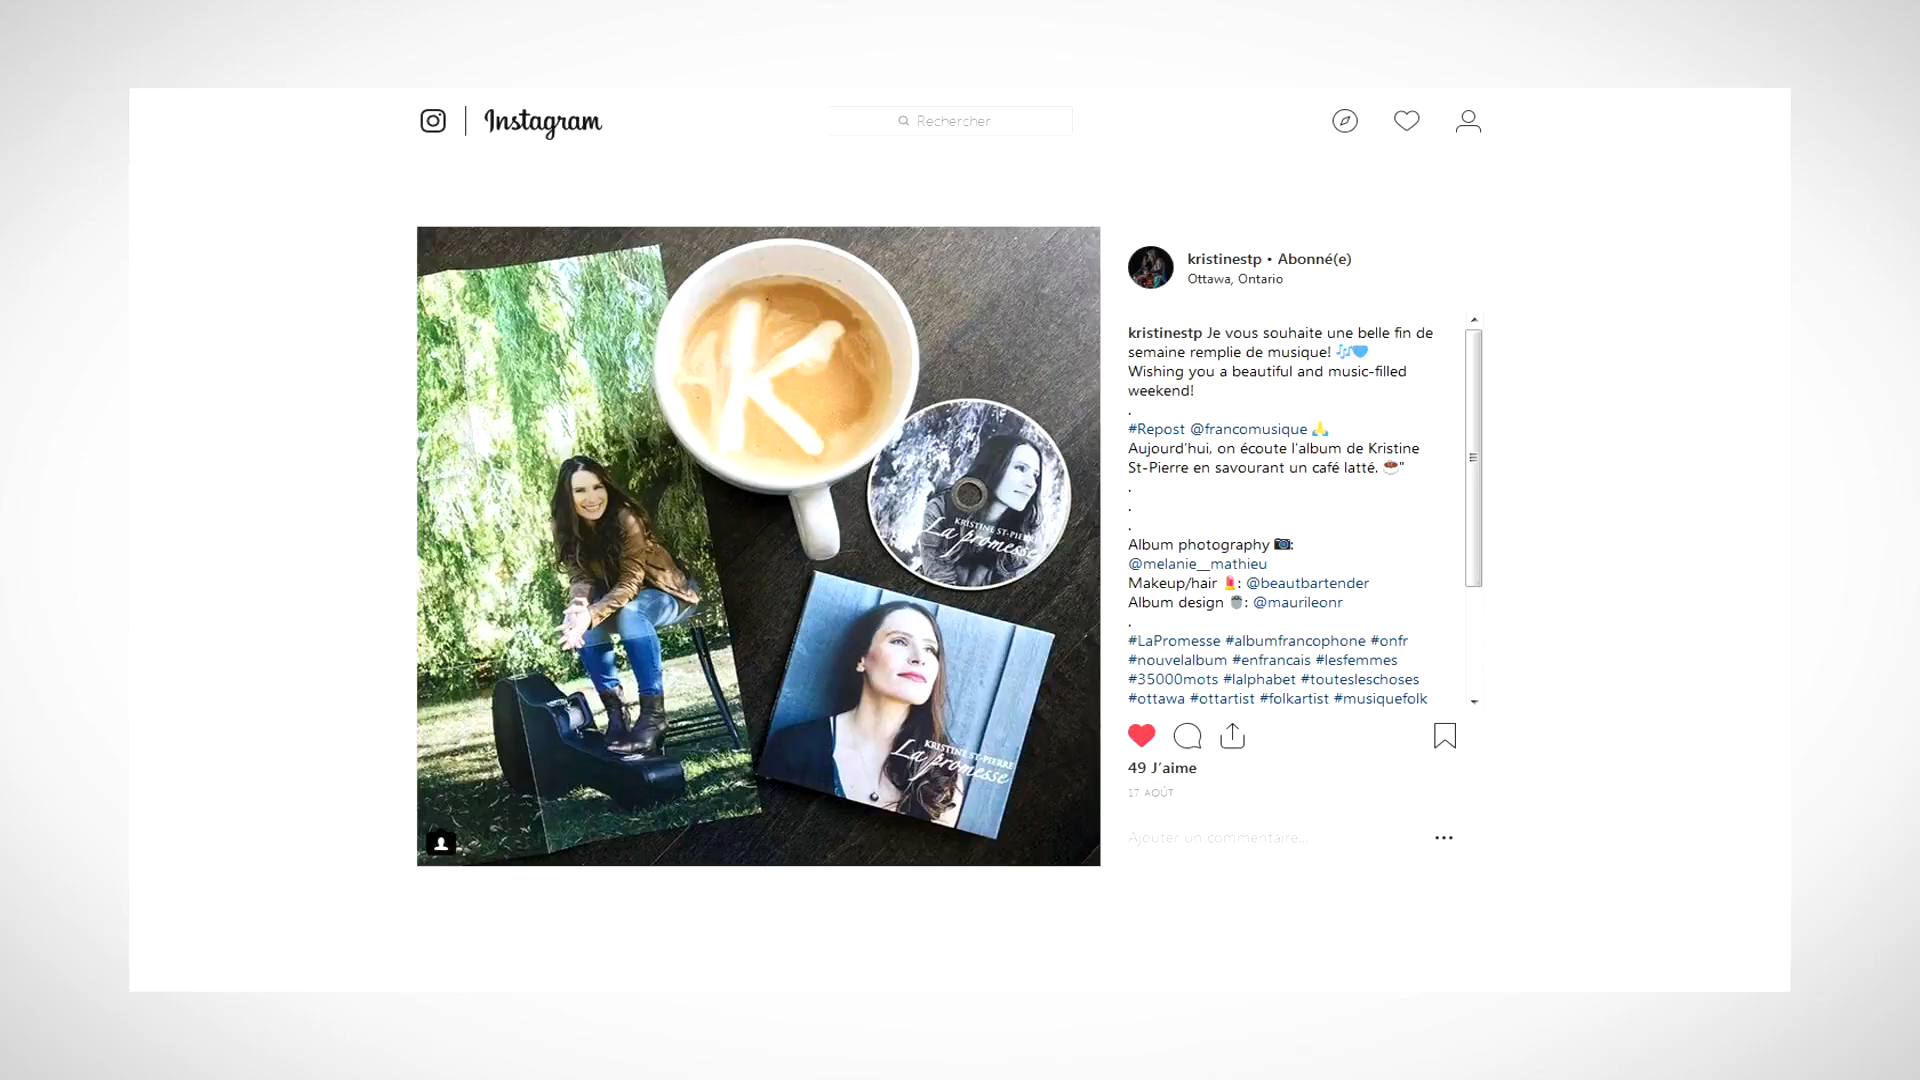 Instagram
Rechercher
K
KRISTINE ST-PIERRE
La promesse
KRISTINE ST-PIERRE
La promesse
kristinestp • Abonné(e)
Ottawa, Ontario
kristinestp Je vous souhaite une belle fin de
semaine remplie de musique! 🎶💙
Wishing you a beautiful and music-filled
weekend!
.
#Repost @francomusique 🙏
Aujourd'hui, on écoute l'album de Kristine
St-Pierre en savourant un café latté. ☕"
.
.
.
Album photography 📷:
@melanie__mathieu
Makeup/hair 💄: @beautbartender
Album design : @maurileonr
.
#LaPromesse #albumfrancophone #onfr
#nouvelalbum #enfrancais #lesfemmes
#35000mots #lalphabet #toutesleschoses
#ottawa #ottartist #folkartist #musiquefolk
49 J'aime
17 AOÛT
Ajouter un commentaire...